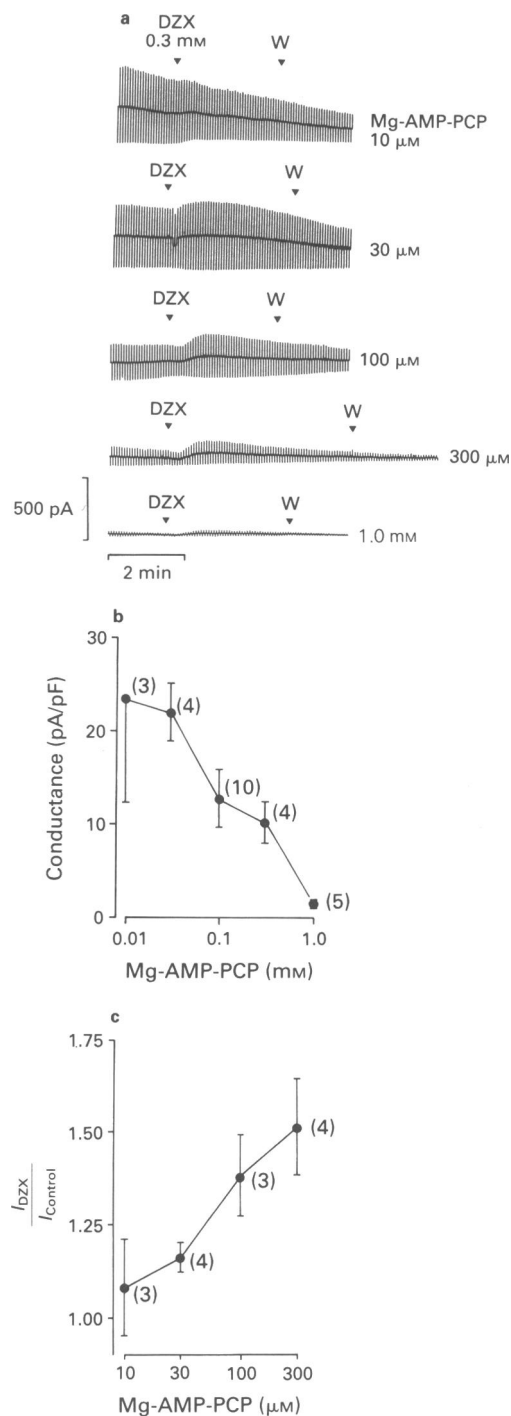 a
DZX
0.3 mM
W
Mg-AMP-PCP
10 μM
DZX W
30 μM
DZX W
100 μM
DZX W
300 μM
500 pA
DZX W
1.0 mM
2 min
b
30
20
10
0
Conductance (pA/pF)
(3)
(4)
(10)
(4)
(5)
0.01 0.1 1.0
Mg-AMP-PCP (mM)
c
1.75
1.50
1.25
1.00
I DZX
I Control
(3)
(4)
(3)
(4)
10 30 100 300
Mg-AMP-PCP (μM)